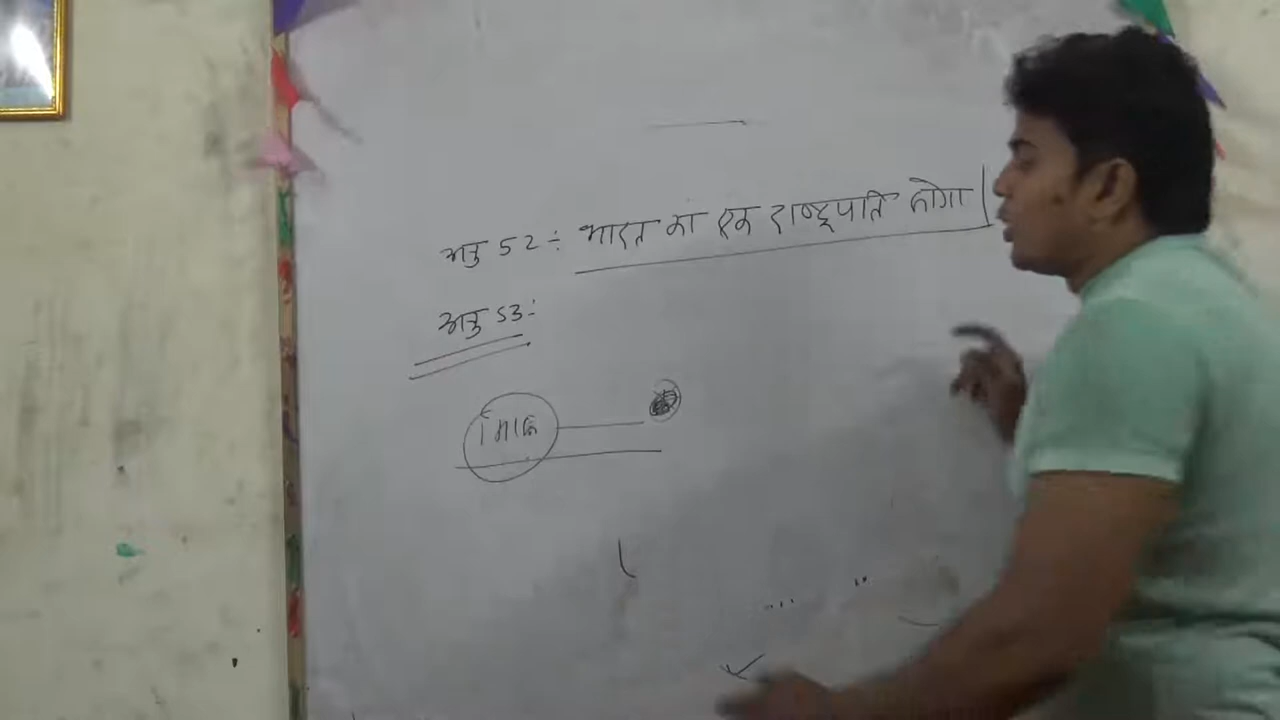 अनु 52 ÷ भारत का एक राष्ट्रपति होगा|
अनु 53 ÷